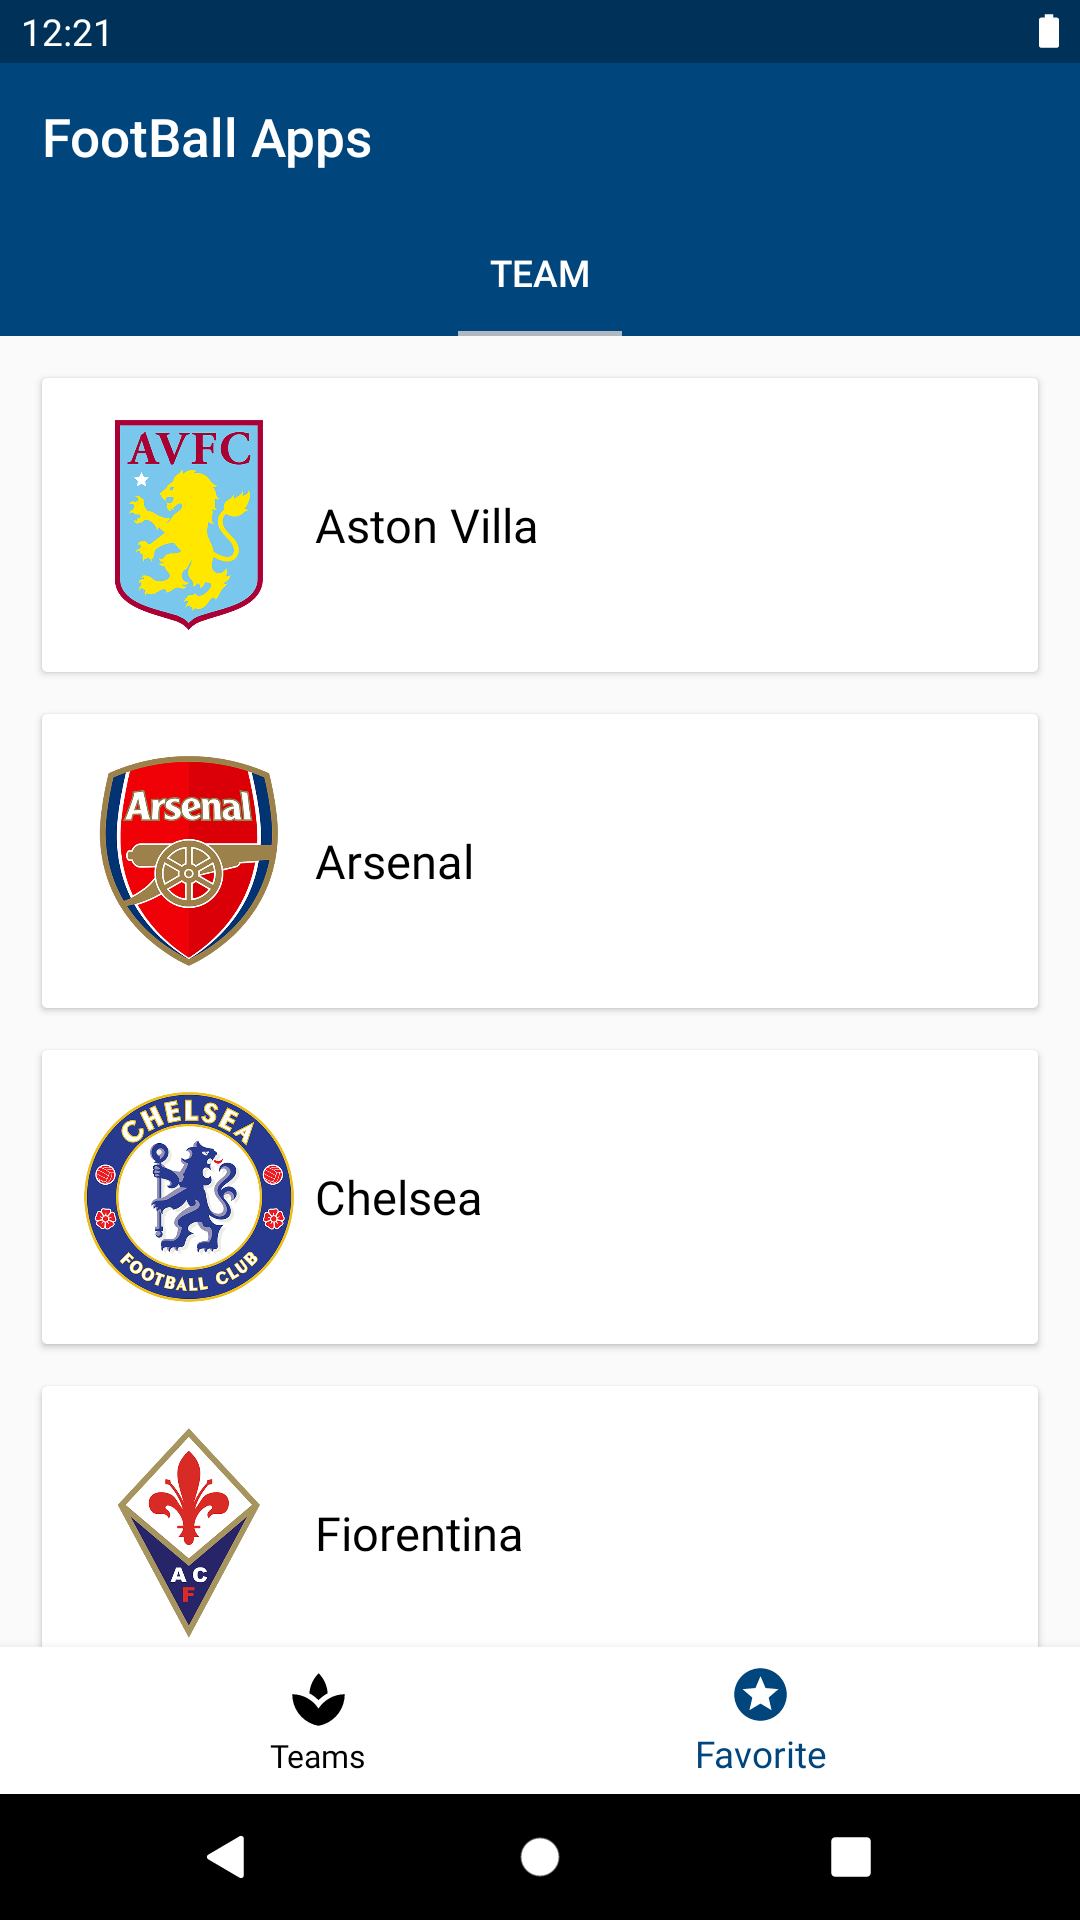 12:21
FootBall Apps
TEAM
AVFC
Aston Villa
Arsenal
Arsenal
CHELSEA
FOOTBALL CLUB
Chelsea
A C
F
Fiorentina
Teams
Favorite